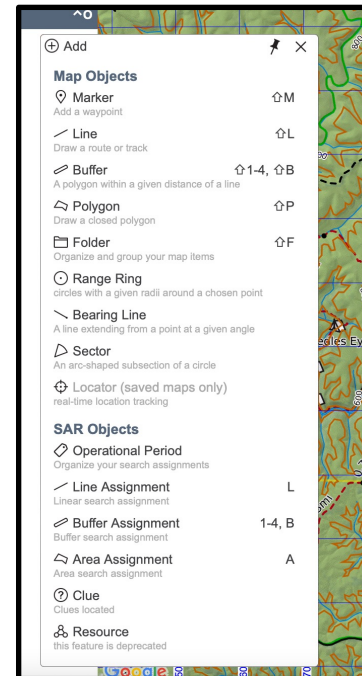 Add
Map Objects
Marker ⇧M
Add a waypoint
Line ⇧L
Draw a route or track
Buffer ⇧1-4, ⇧B
A polygon within a given distance of a line
Polygon ⇧P
Draw a closed polygon
Folder ⇧F
Organize and group your map items
Range Ring
circles with a given radii around a chosen point
Bearing Line
A line extending from a point at a given angle
Sector
An arc-shaped subsection of a circle
Locator (saved maps only)
real-time location tracking
SAR Objects
Operational Period
Organize your search assignments
Line Assignment L
Linear search assignment
Buffer Assignment 1-4, B
Buffer search assignment
Area Assignment A
Area search assignment
Clue
Clues located
Resource
this feature is deprecated
800
600
Google